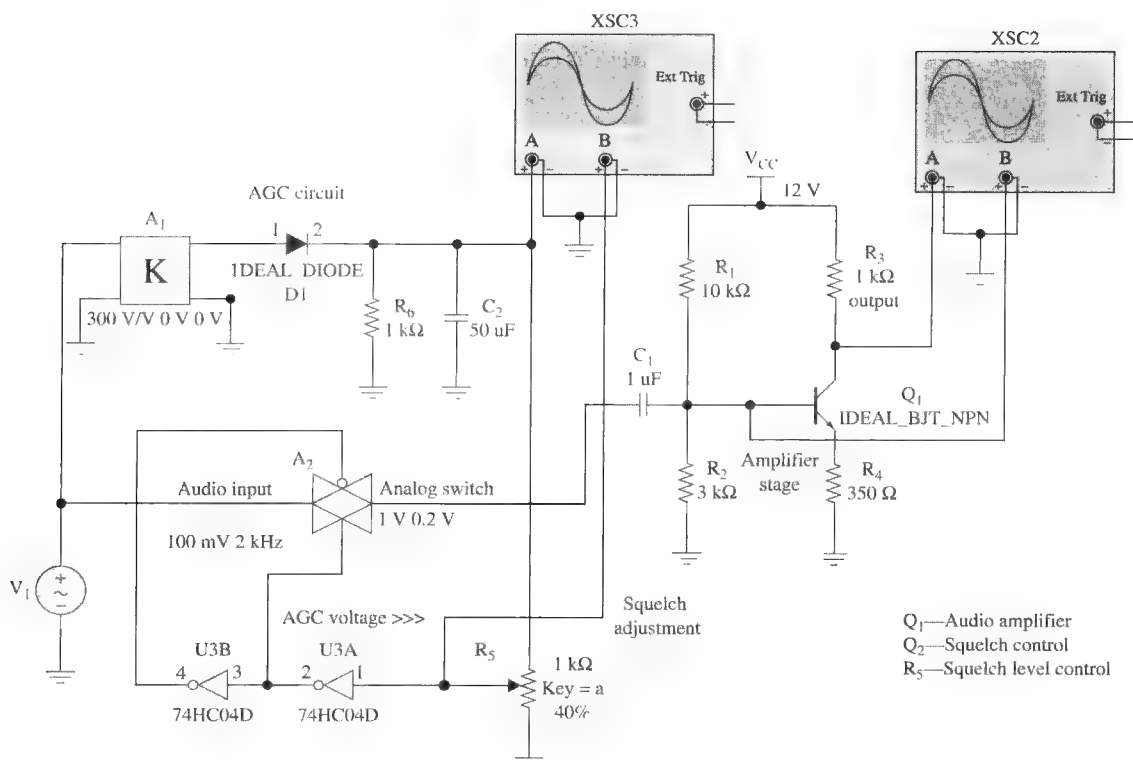 XSC3
XSC2
Ext Trig
Ext Trig
A
B
A
B
V_CC
12 V
AGC circuit
A_1
1
2
K
IDEAL_DIODE
D1
300 V/V 0 V 0 V
R_6
1 kΩ
C_2
50 uF
R_1
10 kΩ
R_3
1 kΩ
output
C_1
1 uF
Q_1
IDEAL_BJT_NPN
A_2
Audio input
Analog switch
1 V 0.2 V
100 mV 2 kHz
R_2
3 kΩ
Amplifier
stage
R_4
350 Ω
V_1
AGC voltage >>>
Squelch
adjustment
U3B
U3A
4
3
2
1
74HC04D
74HC04D
R_5
1 kΩ
Key = a
40%
Q_1—Audio amplifier
Q_2—Squelch control
R_5—Squelch level control